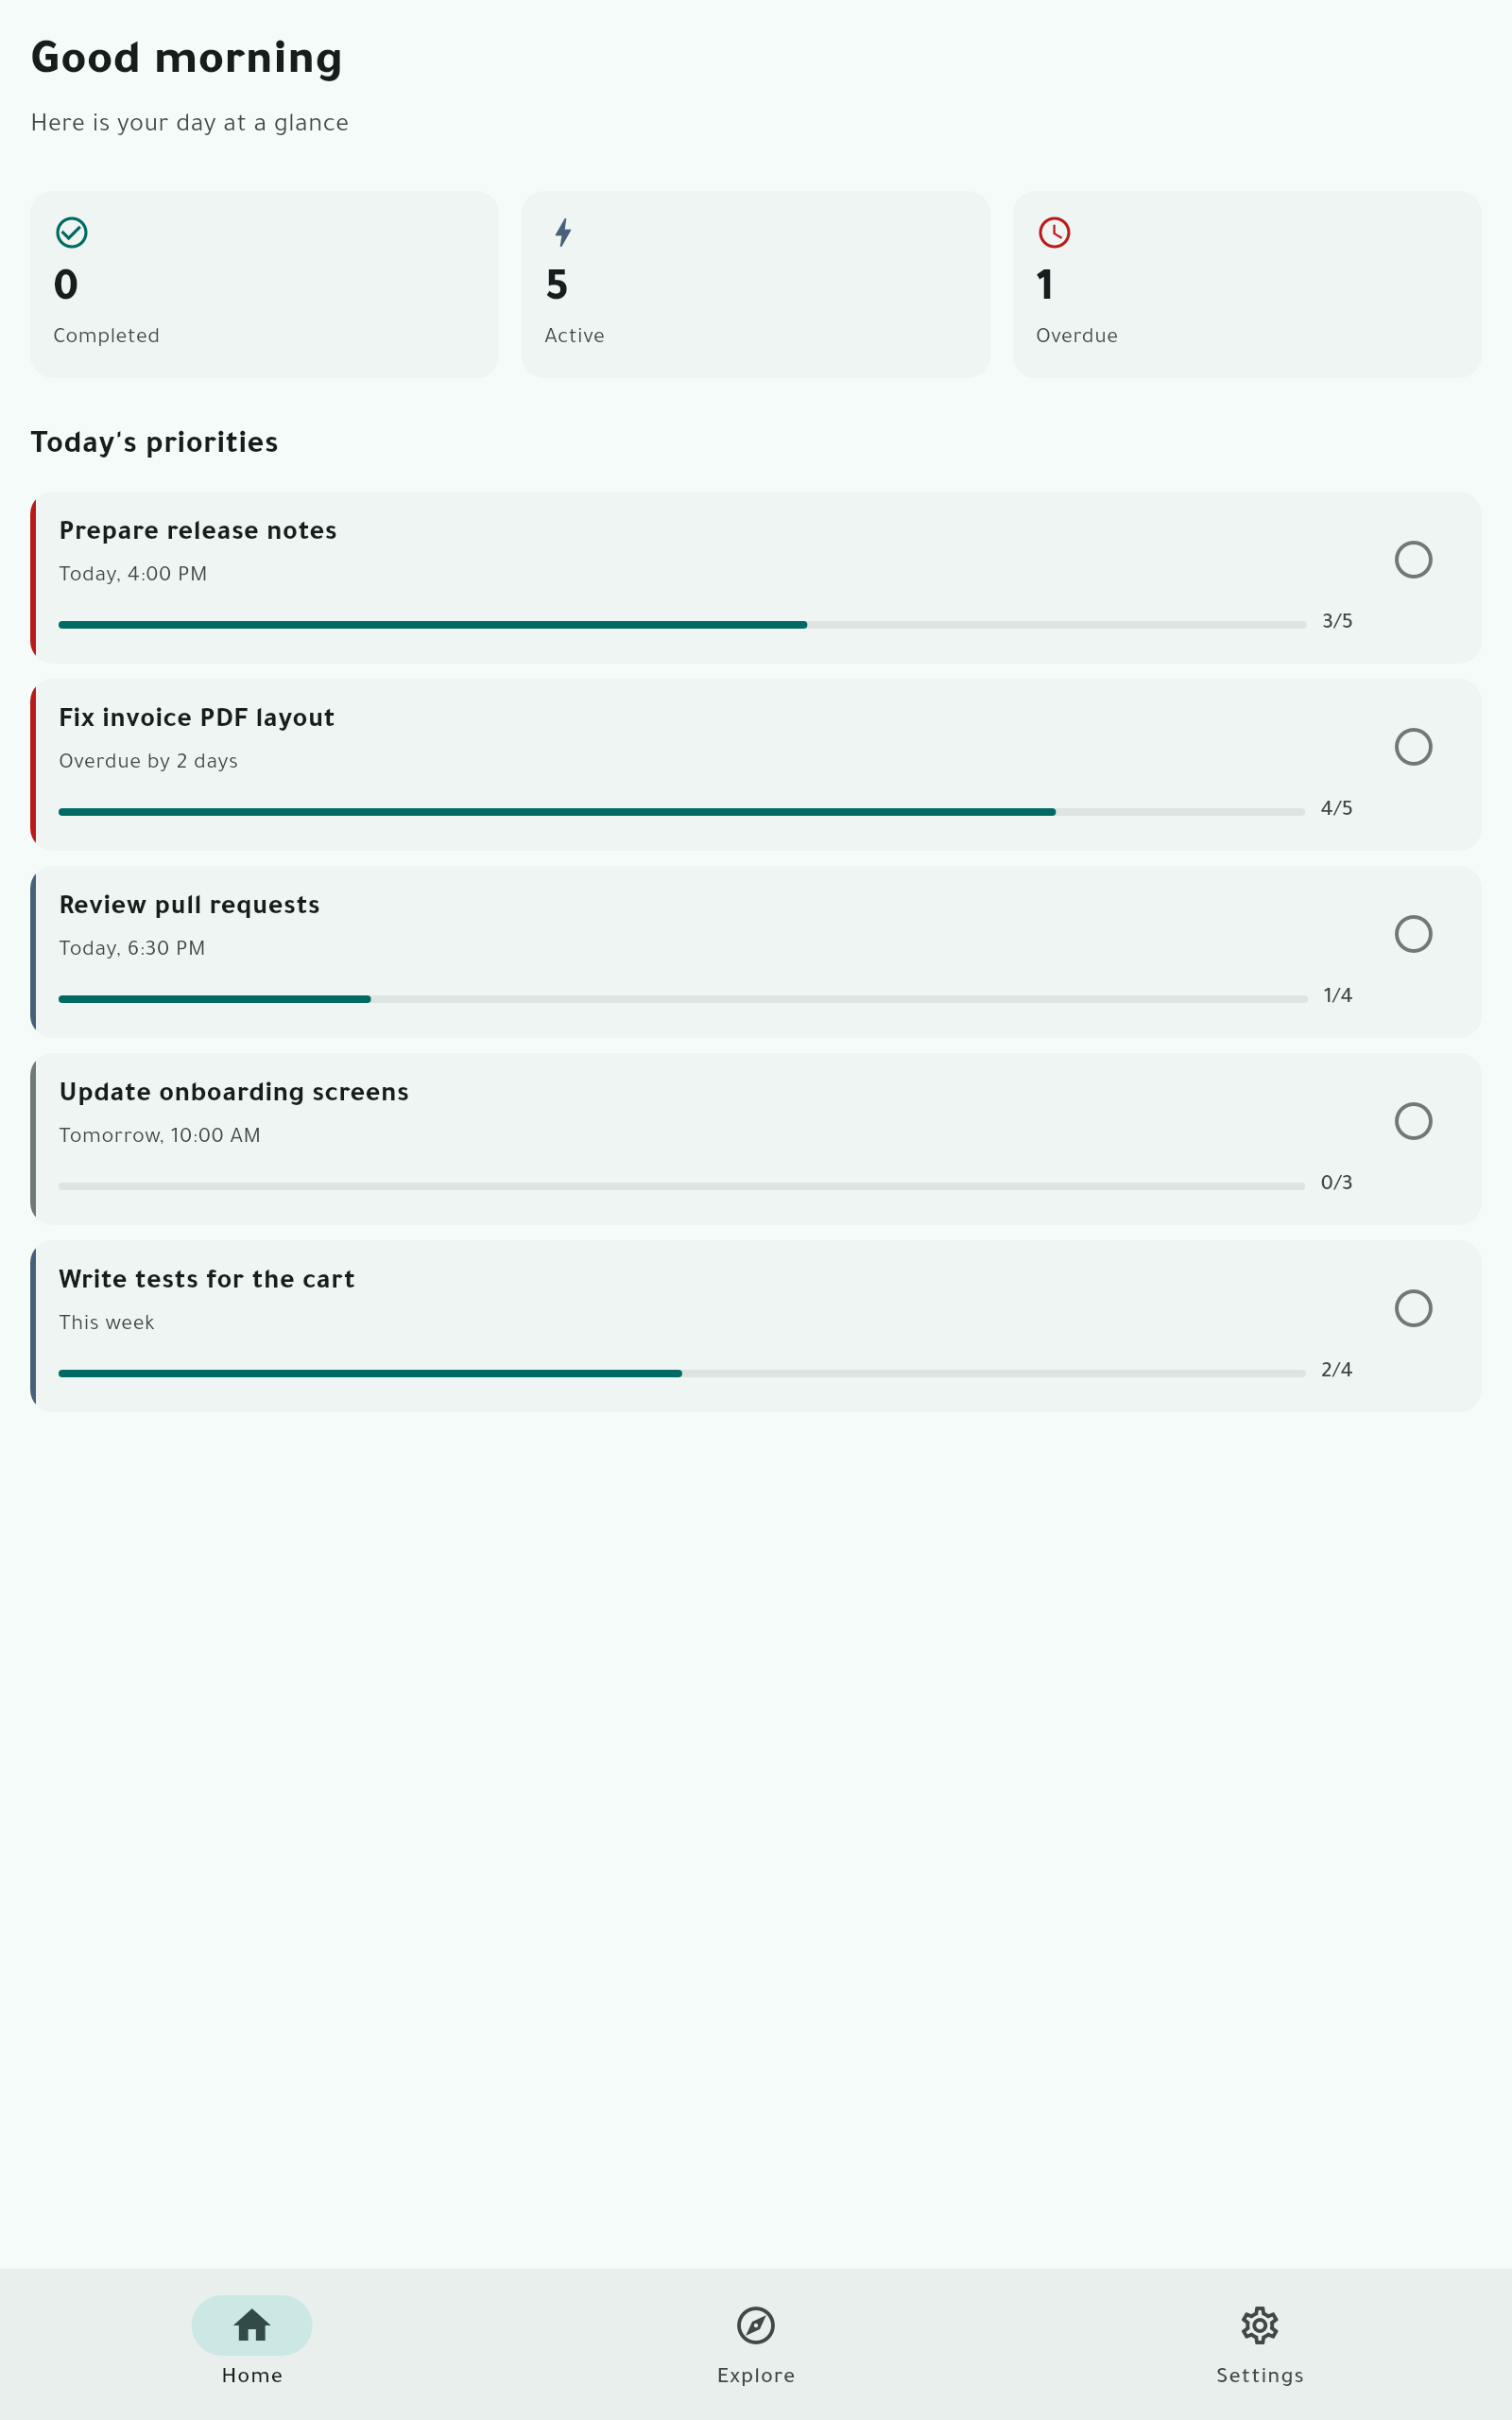 Good morning
Here is your day at a glance
0
Completed
5
Active
1
Overdue
Today's priorities
Prepare release notes
Today, 4:00 PM
3/5
Fix invoice PDF layout
Overdue by 2 days
4/5
Review pull requests
Today, 6:30 PM
1/4
Update onboarding screens
Tomorrow, 10:00 AM
0/3
Write tests for the cart
This week
2/4
Home
Explore
Settings